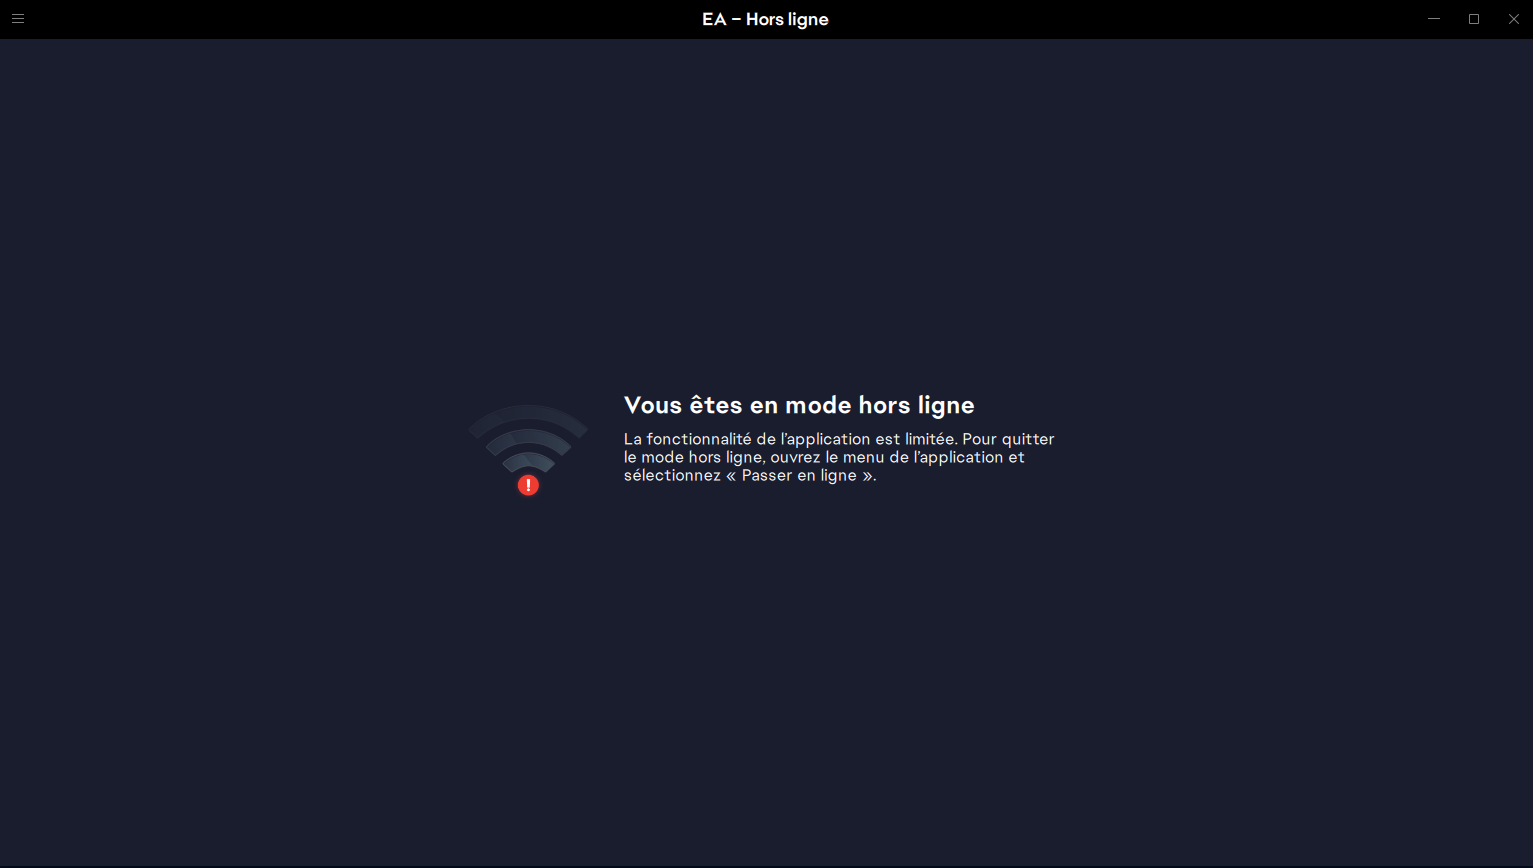 EA – Hors ligne
Vous êtes en mode hors ligne
La fonctionnalité de l’application est limitée. Pour quitter
le mode hors ligne, ouvrez le menu de l’application et
sélectionnez « Passer en ligne ».